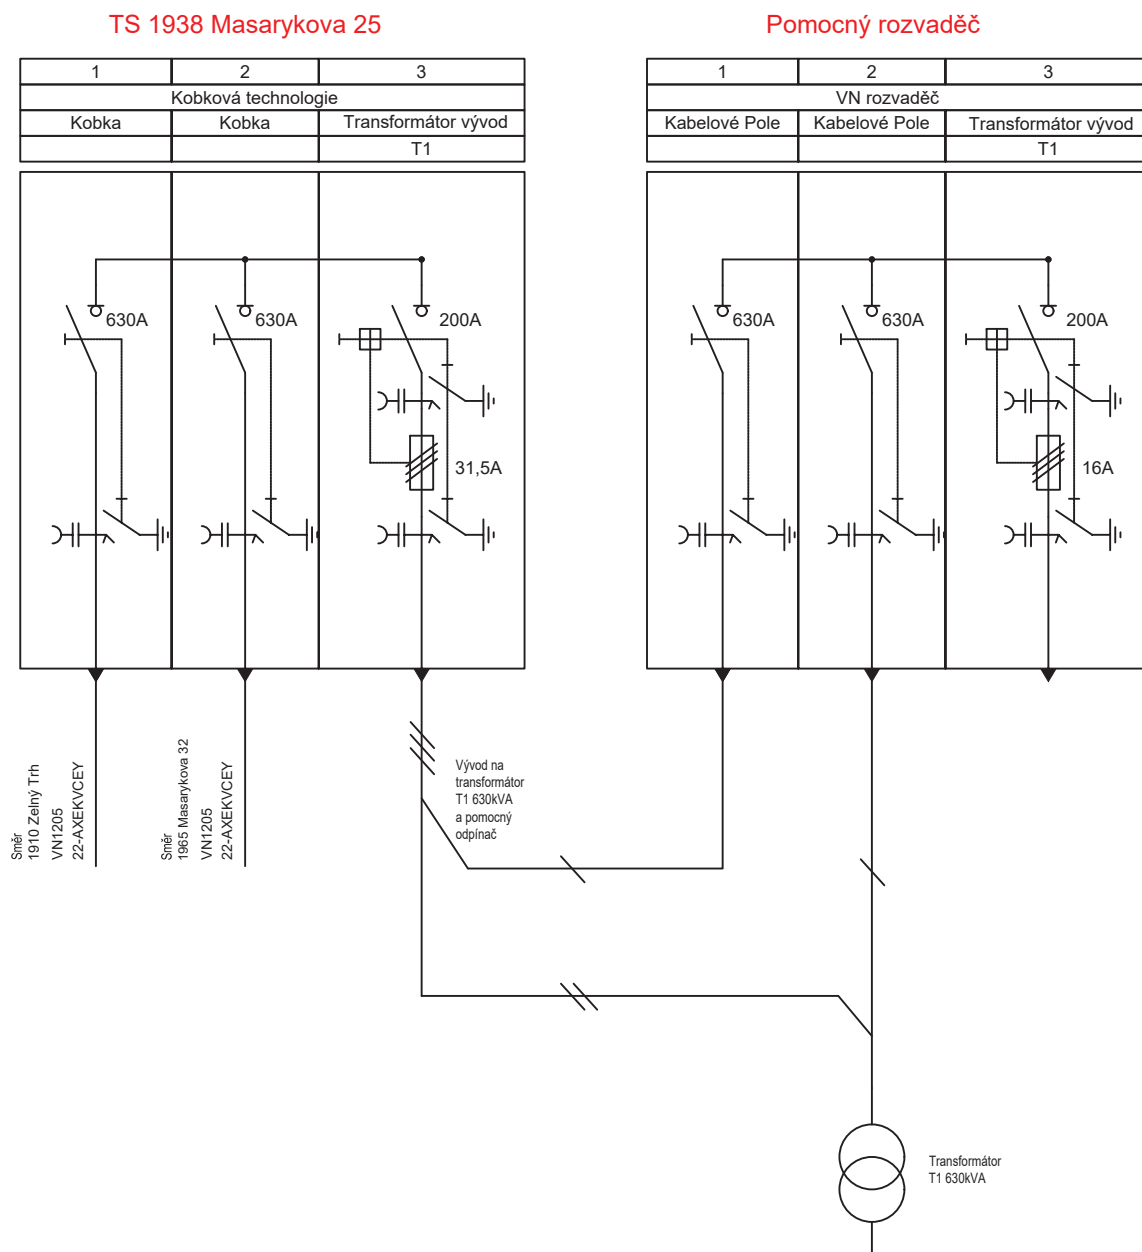 TS 1938 Masarykova 25
1 2 3
Kobková technologie
Kobka Kobka Transformátor vývod
T1
630A 630A 200A
31,5A
Směr
1910 Zelný Trh
VN1205
22-AXEKVCEY
Směr
1965 Masarykova 32
VN1205
22-AXEKVCEY
Vývod na
transformátor
T1 630kVA
a pomocný
odpínač
Pomocný rozvaděč
1 2 3
VN rozvaděč
Kabelové Pole Kabelové Pole Transformátor vývod
T1
630A 630A 200A
16A
Transformátor
T1 630kVA